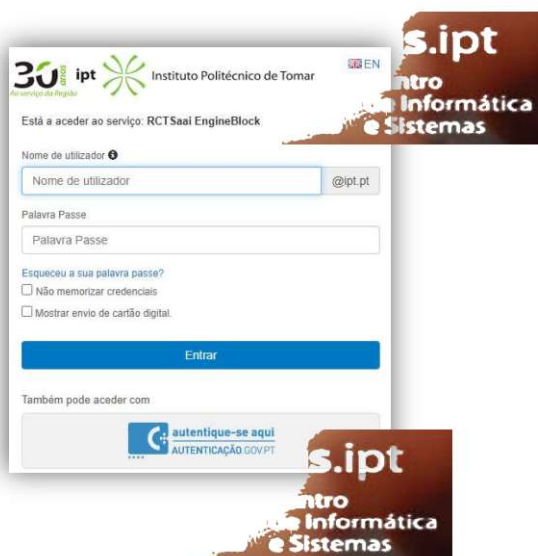 s.ipt
ntro
de Informática
e Sistemas
30 anos
Ao serviço da Região
ipt
Instituto Politécnico de Tomar
EN
Está a aceder ao serviço: RCTSaai EngineBlock
Nome de utilizador
Nome de utilizador
@ipt.pt
Palavra Passe
Palavra Passe
Esqueceu a sua palavra passe?
Não memorizar credenciais
Mostrar envio de cartão digital.
Entrar
Também pode aceder com
autentique-se aqui
AUTENTICAÇÃO.GOV.PT
s.ipt
ntro
e Informática
e Sistemas